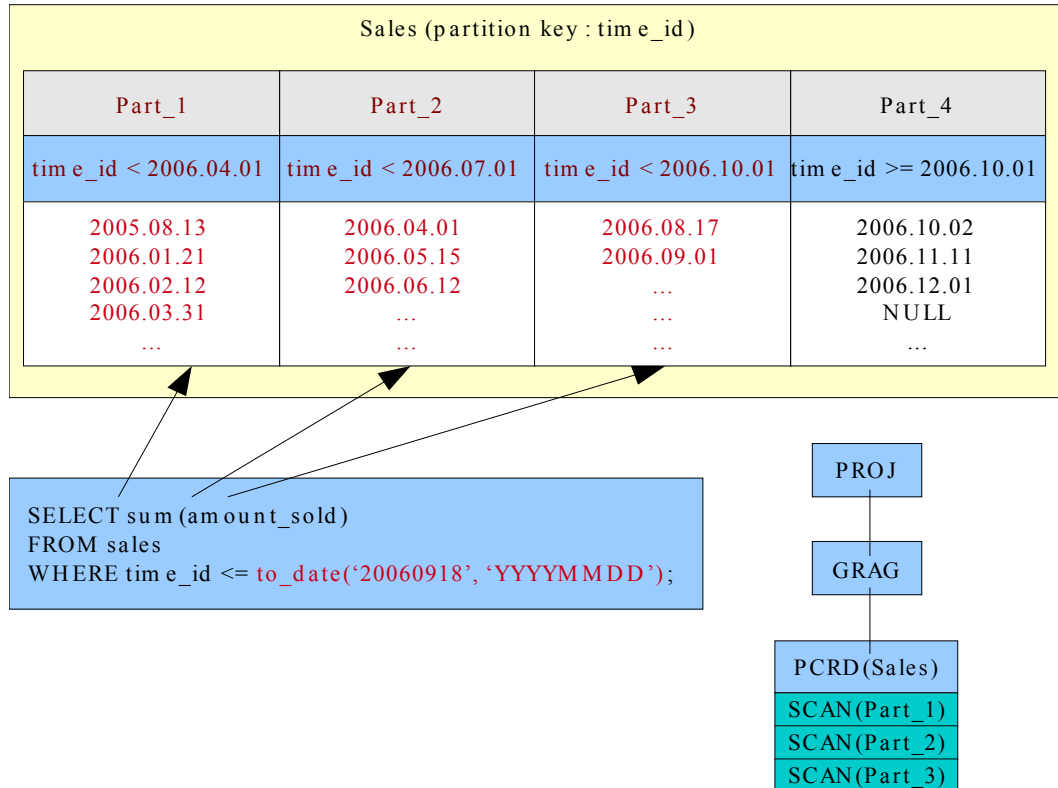 Sales (partition key : time_id)
Part_1 Part_2 Part_3 Part_4
time_id < 2006.04.01 time_id < 2006.07.01 time_id < 2006.10.01 time_id >= 2006.10.01
2005.08.13 2006.04.01 2006.08.17 2006.10.02
2006.01.21 2006.05.15 2006.09.01 2006.11.11
2006.02.12 2006.06.12 ... 2006.12.01
2006.03.31 ... ... NULL
... ... ... ...
SELECT sum(amount_sold)
FROM sales
WHERE time_id <= to_date(‘20060918’, ‘YYYYMMDD’);
PROJ
GRAG
PCRD(Sales)
SCAN(Part_1)
SCAN(Part_2)
SCAN(Part_3)